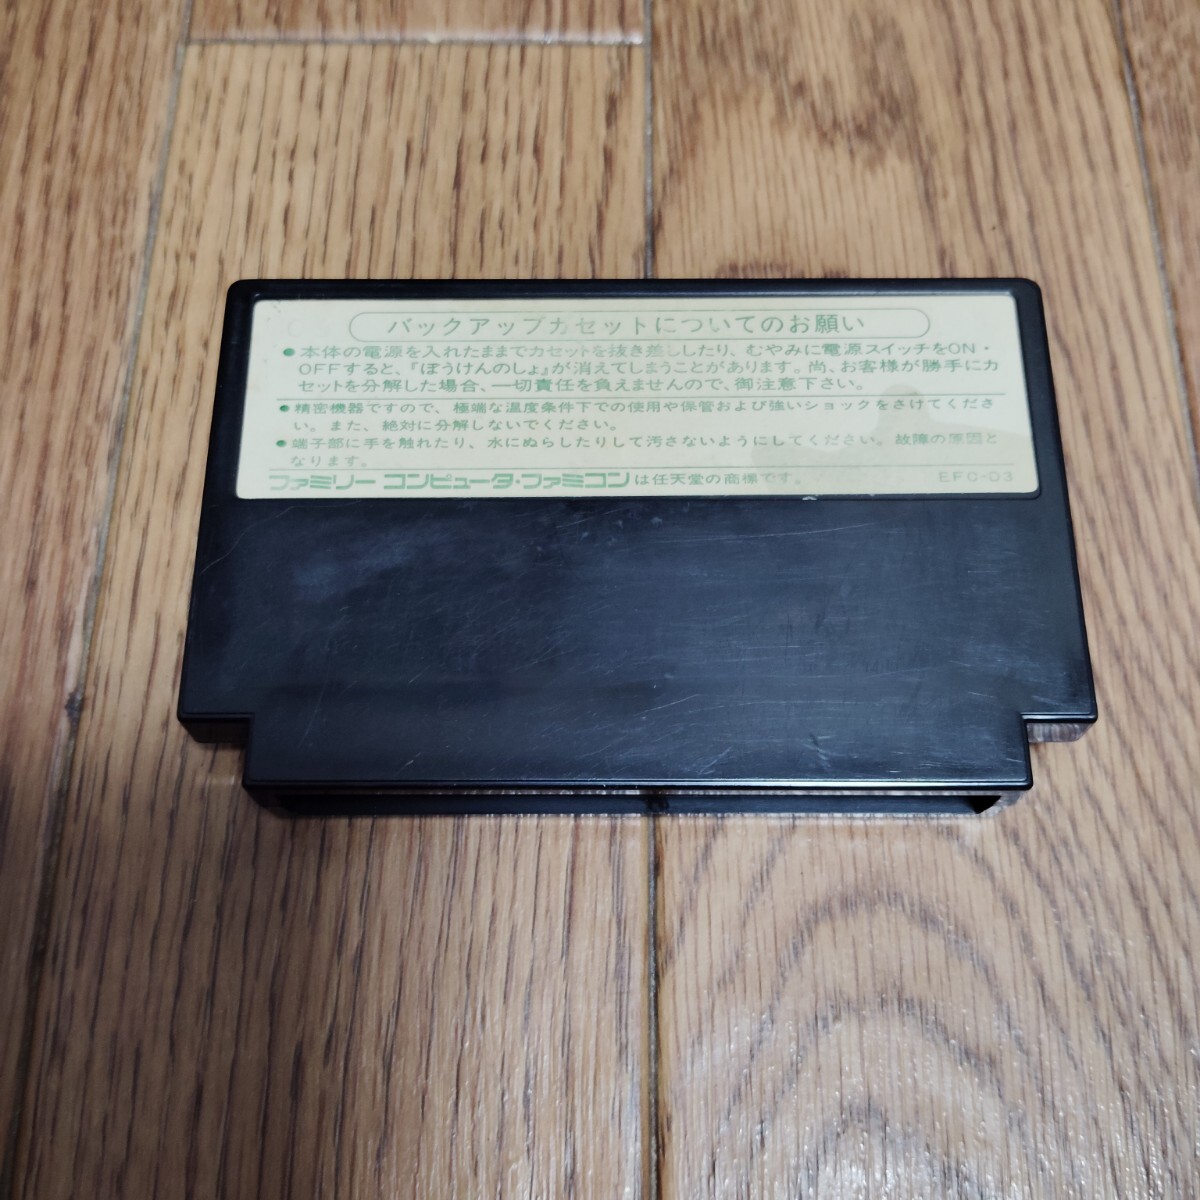 バックアップカセットについてのお願い
●本体の電源を入れたままでカセットを抜き差ししたり、むやみに電源スイッチをON・
OFFすると、『ぼうけんのしょ』が消えてしまうことがあります。尚、お客様が勝手にカ
セットを分解した場合、一切責任を負えませんので、御注意下さい。
●精密機器ですので、極端な温度条件下での使用や保管および強いショックをさけてくださ
い。また、絶対に分解しないでください。
●端子部に手を触れたり、水にぬらしたりして汚さないようにしてください。故障の原因と
なります。
ファミリー コンピュータ・ファミコンは任天堂の商標です。 EFC-D3